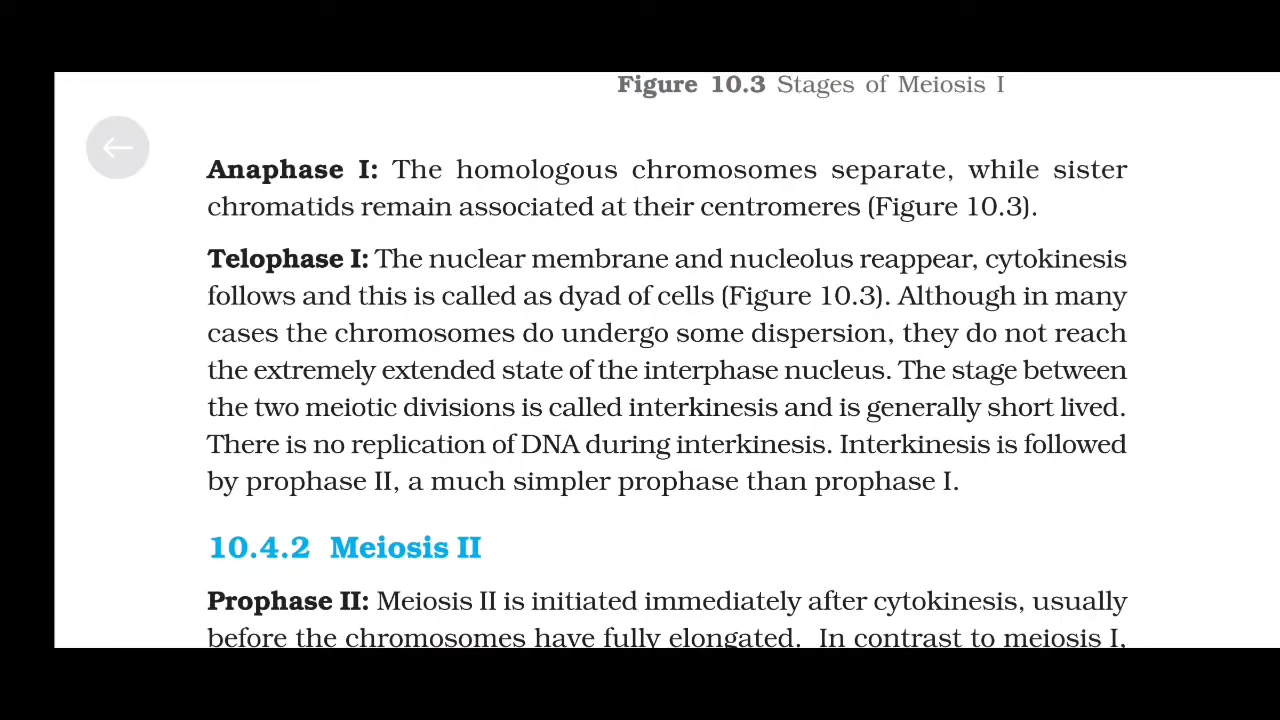 Figure 10.3 Stages of Meiosis I
Anaphase I: The homologous chromosomes separate, while sister
chromatids remain associated at their centromeres (Figure 10.3).
Telophase I: The nuclear membrane and nucleolus reappear, cytokinesis
follows and this is called as dyad of cells (Figure 10.3). Although in many
cases the chromosomes do undergo some dispersion, they do not reach
the extremely extended state of the interphase nucleus. The stage between
the two meiotic divisions is called interkinesis and is generally short lived.
There is no replication of DNA during interkinesis. Interkinesis is followed
by prophase II, a much simpler prophase than prophase I.
10.4.2 Meiosis II
Prophase II: Meiosis II is initiated immediately after cytokinesis, usually
before the chromosomes have fully elongated. In contrast to meiosis I,